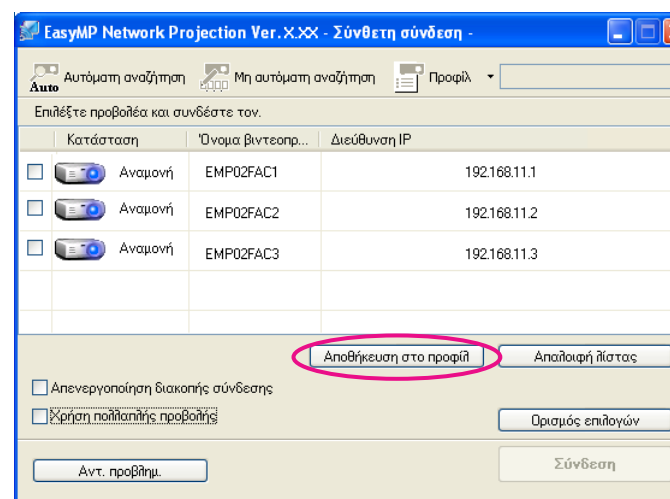 EasyMP Network Projection Ver.X.XX - Σύνθετη σύνδεση -
Auto Αυτόματη αναζήτηση Μη αυτόματη αναζήτηση Προφίλ
Επιλέξτε προβολέα και συνδέστε τον.
Κατάσταση Όνομα βιντεοπρ... Διεύθυνση IP
Αναμονή EMP02FAC1 192.168.11.1
Αναμονή EMP02FAC2 192.168.11.2
Αναμονή EMP02FAC3 192.168.11.3
Αποθήκευση στο προφίλ Απαλοιφή λίστας
Απενεργοποίηση διακοπής σύνδεσης
Χρήση πολλαπλής προβολής Ορισμός επιλογών
Αντ. προβλημ. Σύνδεση